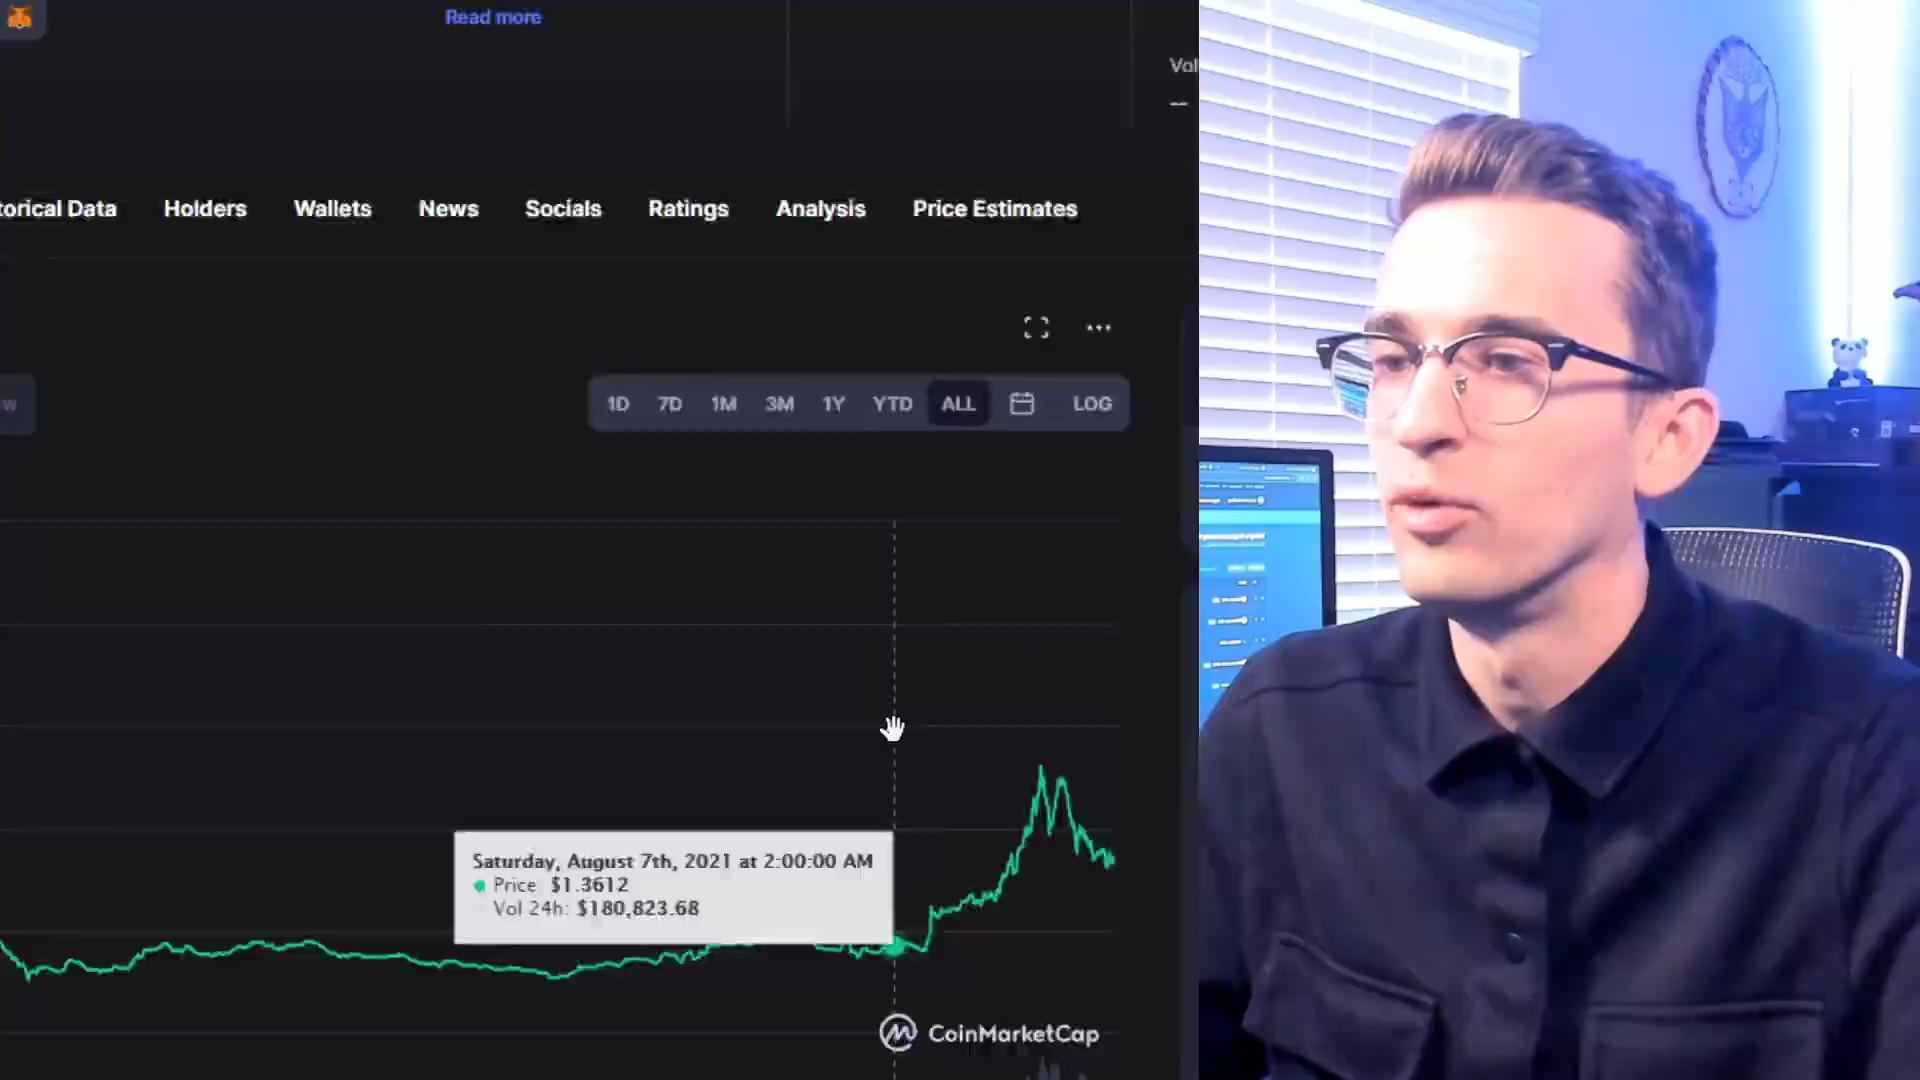 Read more
Vol
--
torical Data Holders Wallets News Socials Ratings Analysis Price Estimates
w 1D 7D 1M 3M 1Y YTD ALL LOG
Saturday, August 7th, 2021 at 2:00:00 AM
Price $1.3612
Vol 24h: $180,823.68
CoinMarketCap